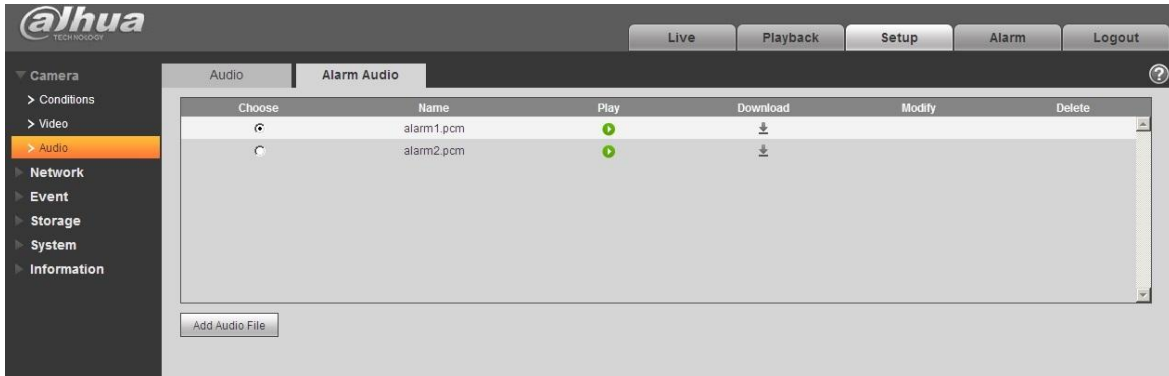 alhua
TECHNOLOGY
Live Playback Setup Alarm Logout
Camera
> Conditions
> Video
> Audio
Network
Event
Storage
System
Information
Audio Alarm Audio
Choose Name Play Download Modify Delete
alarm1.pcm
alarm2.pcm
Add Audio File